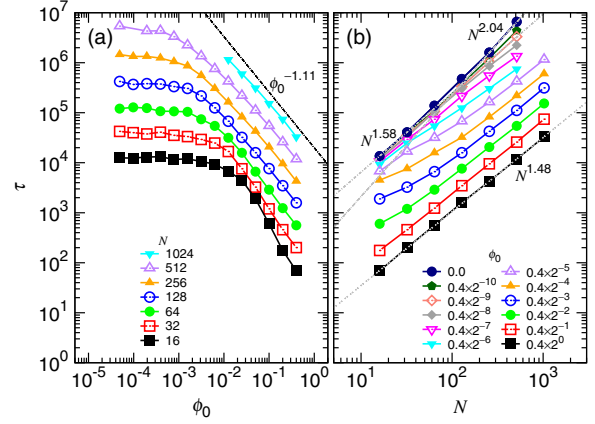 (a)
(b)
10^7
10^6
10^5
10^4
10^3
10^2
10^1
10^0
τ
ϕ_0^{-1.11}
N
1024
512
256
128
64
32
16
10^{-5} 10^{-4} 10^{-3} 10^{-2} 10^{-1} 10^0
ϕ_0
N^{2.04}
N^{1.58}
N^{1.48}
ϕ_0
0.0
0.4×2^{-10}
0.4×2^{-9}
0.4×2^{-8}
0.4×2^{-7}
0.4×2^{-6}
0.4×2^{-5}
0.4×2^{-4}
0.4×2^{-3}
0.4×2^{-2}
0.4×2^{-1}
0.4×2^0
10^1 10^2 10^3
N